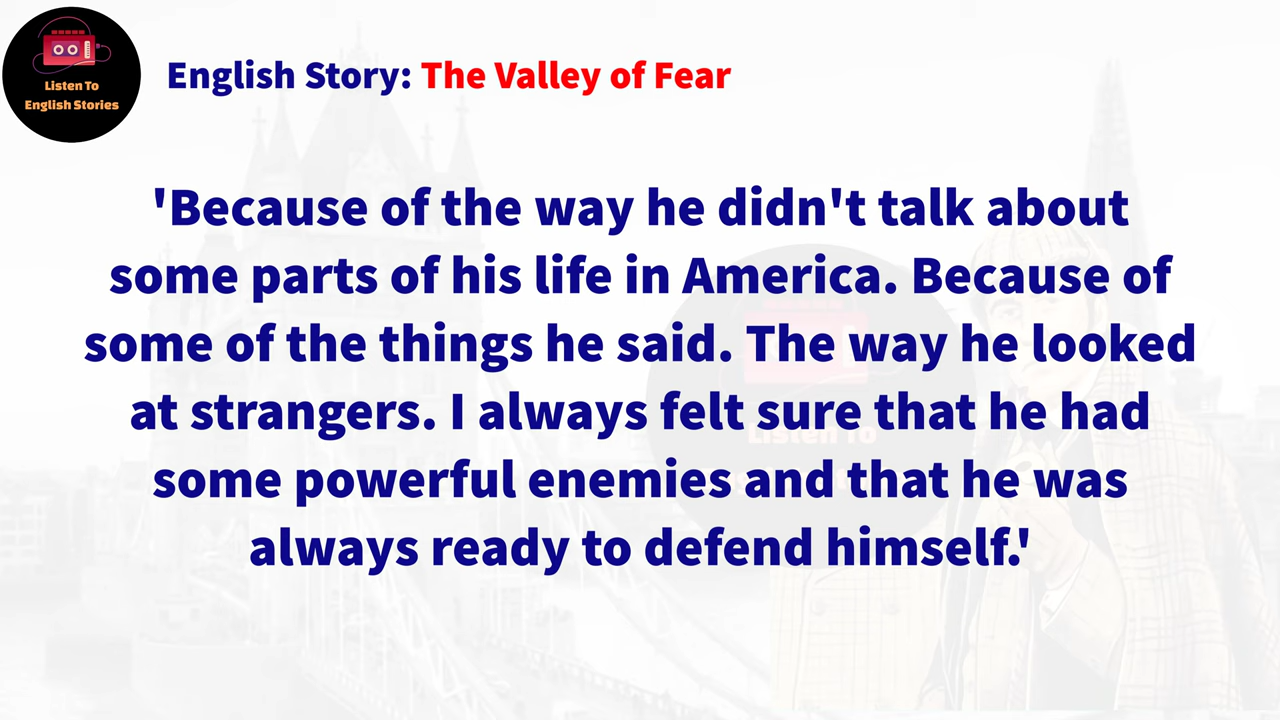 Listen To
English Stories
English Story: The Valley of Fear
'Because of the way he didn't talk about
some parts of his life in America. Because of
some of the things he said. The way he looked
at strangers. I always felt sure that he had
some powerful enemies and that he was
always ready to defend himself.'
Listen To